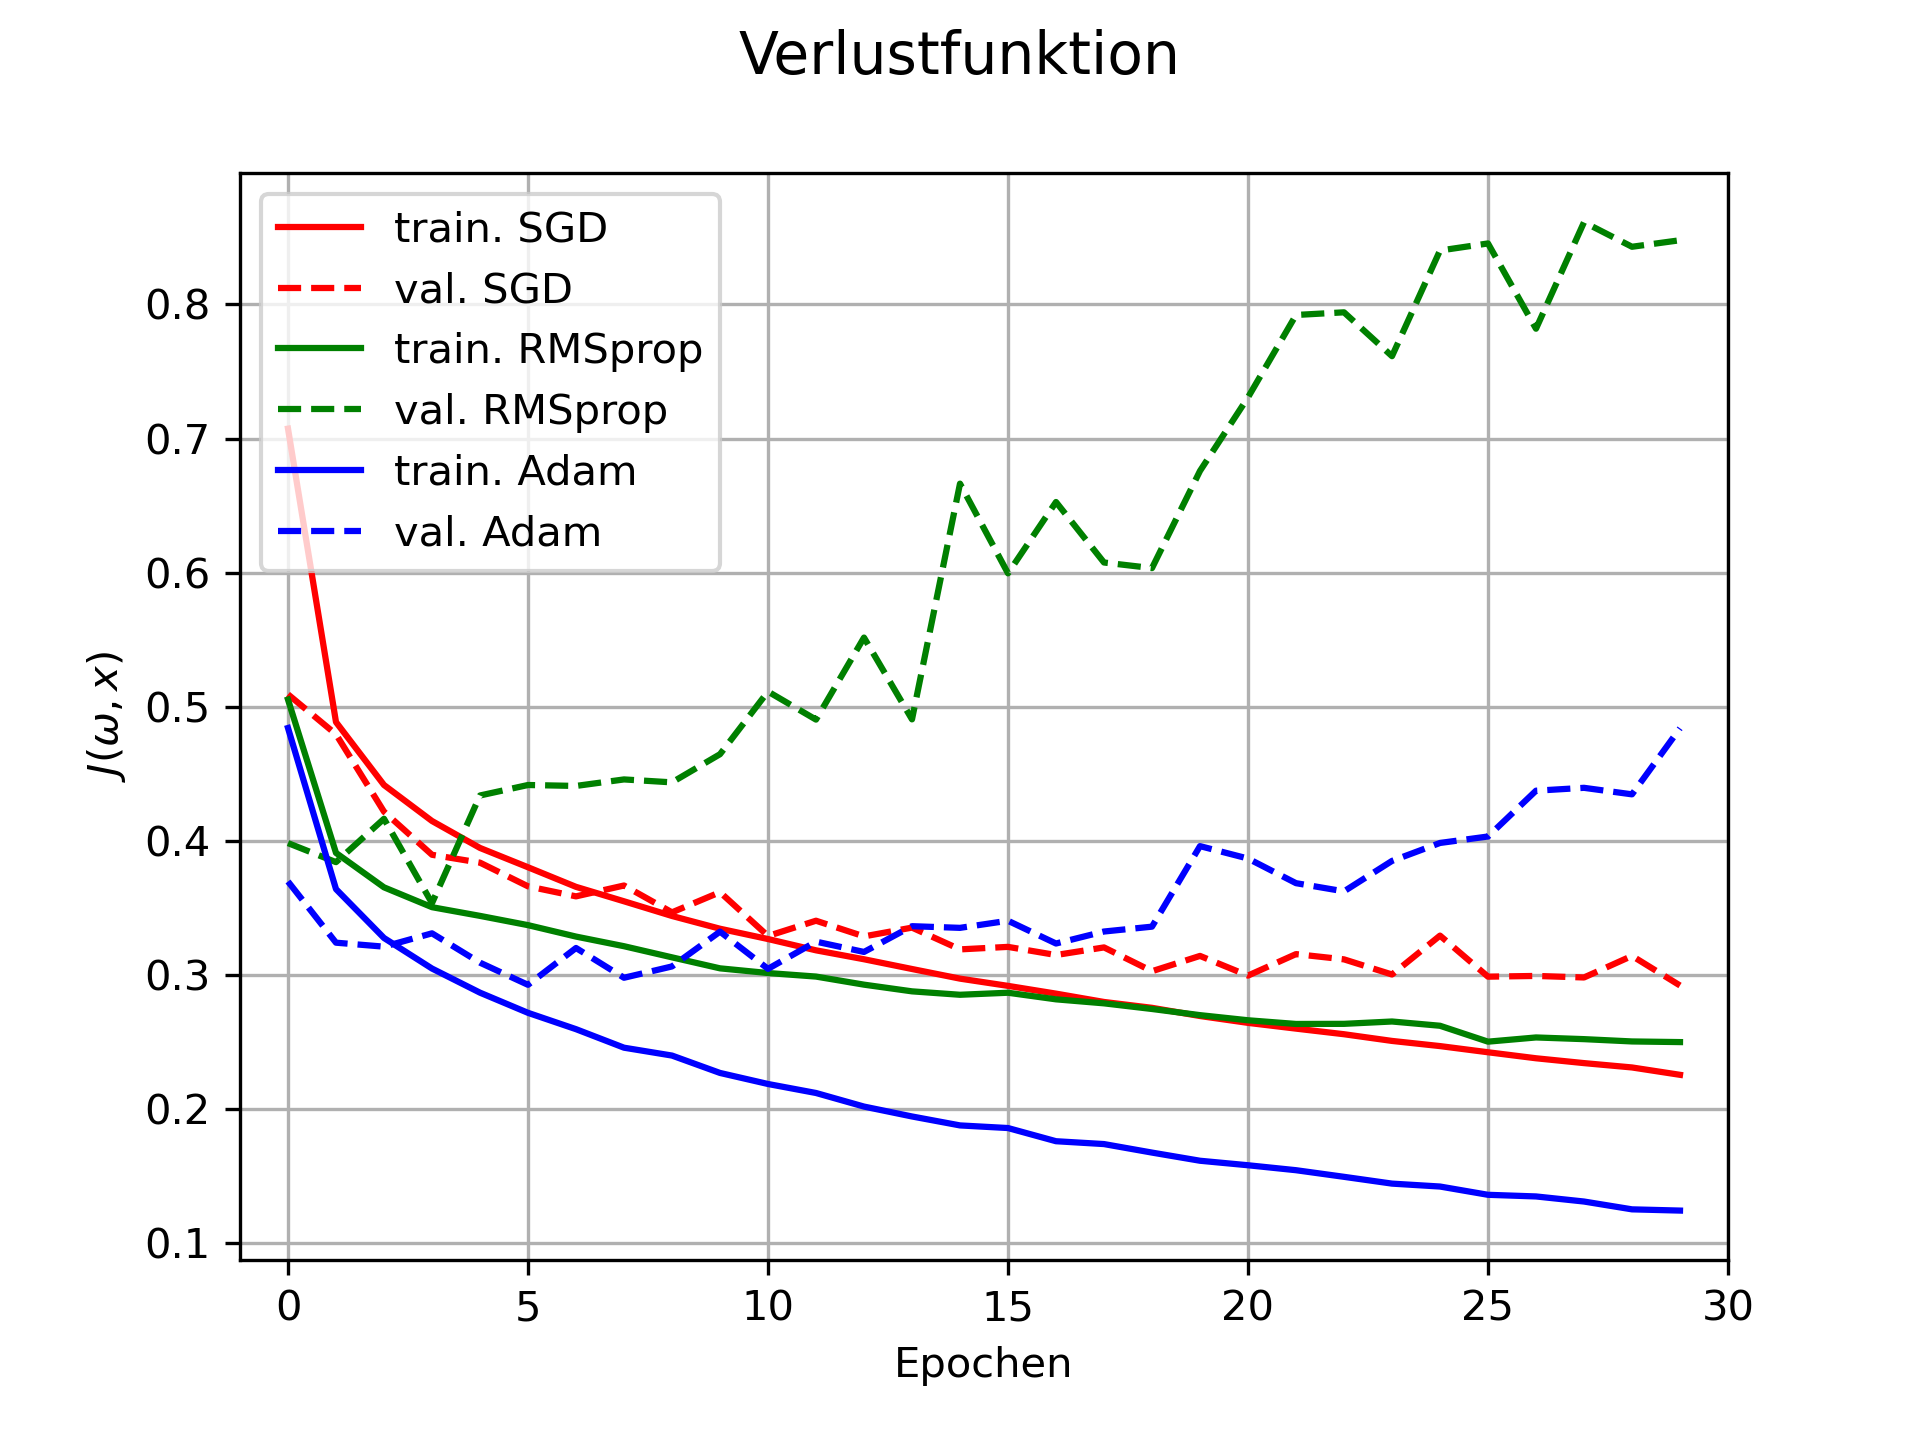 Verlustfunktion
train. SGD
val. SGD
train. RMSprop
val. RMSprop
train. Adam
val. Adam
0.8
0.7
0.6
0.5
0.4
0.3
0.2
0.1
J(ω, x)
0 5 10 15 20 25 30
Epochen